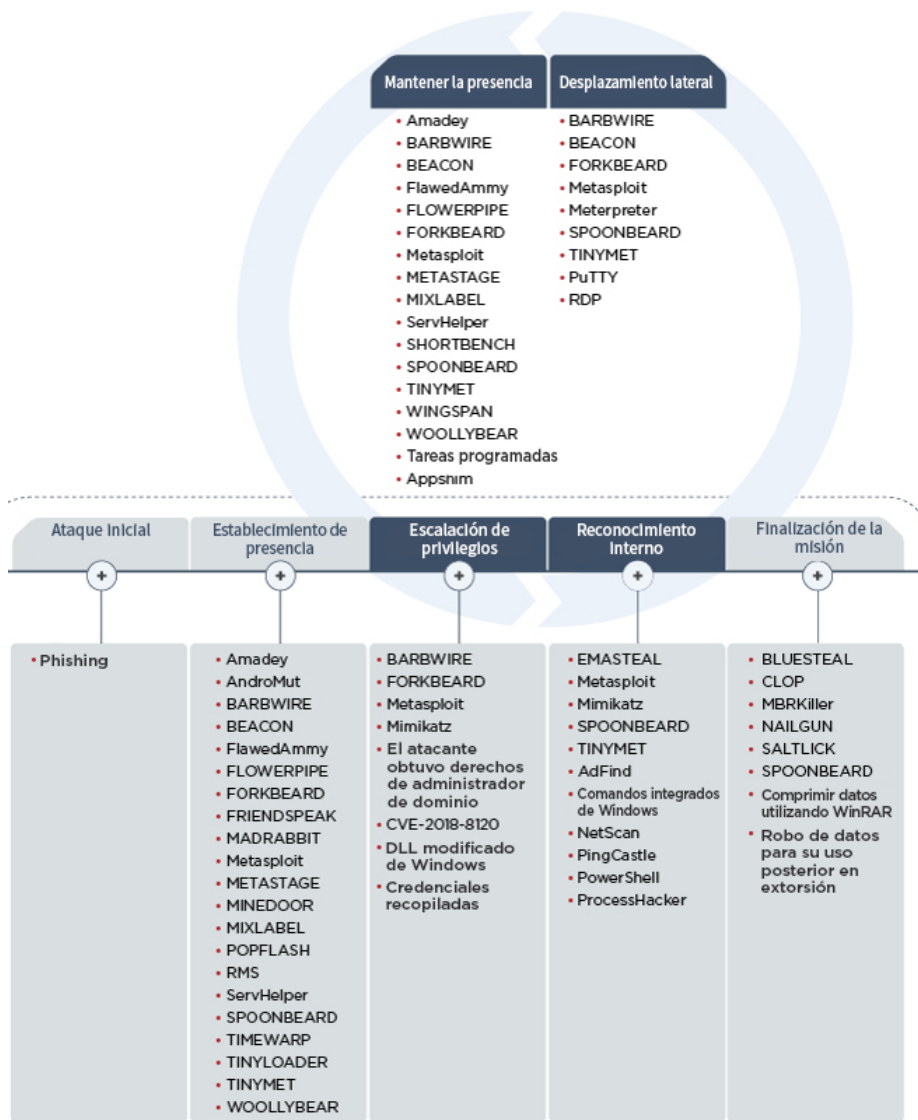 Mantener la presencia
• Amadey
• BARBWIRE
• BEACON
• FlawedAmmy
• FLOWERPIPE
• FORKBEARD
• Metasploit
• METASTAGE
• MIXLABEL
• ServHelper
• SHORTBENCH
• SPOONBEARD
• TINYMET
• WINGSPAN
• WOOLLYBEAR
• Tareas programadas
• Appshim
Desplazamiento lateral
• BARBWIRE
• BEACON
• FORKBEARD
• Metasploit
• Meterpreter
• SPOONBEARD
• TINYMET
• PuTTY
• RDP
Ataque inicial
+
• Phishing
Establecimiento de
presencia
+
• Amadey
• AndroMut
• BARBWIRE
• BEACON
• FlawedAmmy
• FLOWERPIPE
• FORKBEARD
• FRIENDSPEAK
• MADRABBIT
• Metasploit
• METASTAGE
• MINEDOOR
• MIXLABEL
• POPFLASH
• RMS
• ServHelper
• SPOONBEARD
• TIMEWARP
• TINYLOADER
• TINYMET
• WOOLLYBEAR
Escalación de
privilegios
+
• BARBWIRE
• FORKBEARD
• Metasploit
• Mimikatz
• El atacante
obtuvo derechos
de administrador
de dominio
• CVE-2018-8120
• DLL modificado
de Windows
• Credenciales
recopiladas
Reconocimiento
Interno
+
• EMASTEAL
• Metasploit
• Mimikatz
• SPOONBEARD
• TINYMET
• AdFind
• Comandos integrados
de Windows
• NetScan
• PingCastle
• PowerShell
• ProcessHacker
Finalización de la
misión
+
• BLUESTEAL
• CLOP
• MBRKiller
• NAILGUN
• SALTLICK
• SPOONBEARD
• Comprimir datos
utilizando WinRAR
• Robo de datos
para su uso
posterior en
extorsión